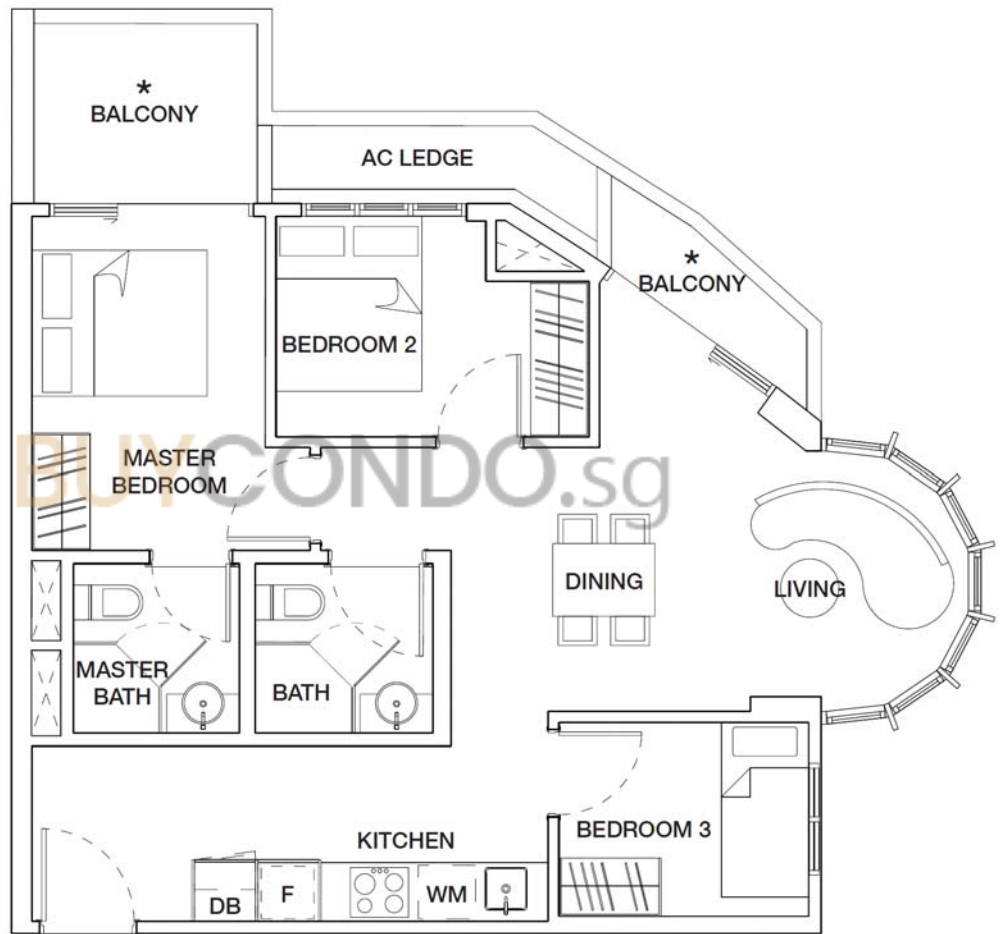 *
BALCONY
AC LEDGE
*
BALCONY
BEDROOM 2
MASTER
BEDROOM
BUYCONDO.sg
DINING
LIVING
MASTER
BATH
BATH
KITCHEN
BEDROOM 3
DB
F
WM